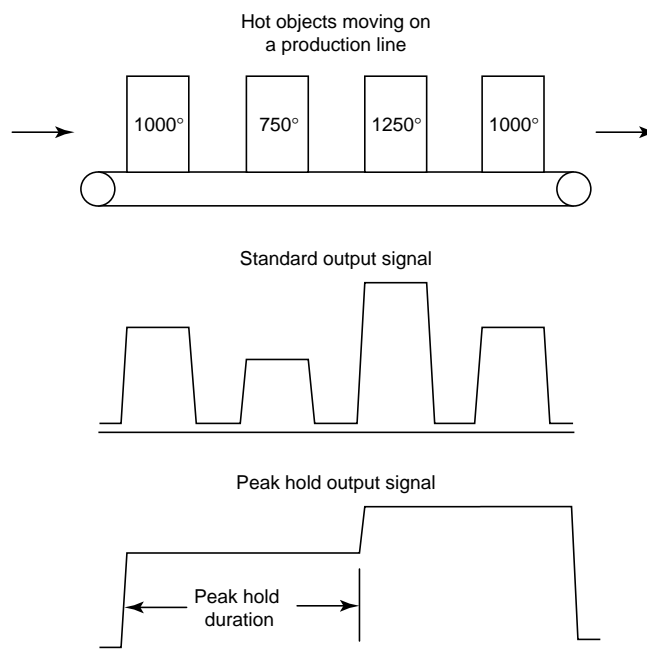 Hot objects moving on
a production line
1000° 750° 1250° 1000°
Standard output signal
Peak hold output signal
Peak hold
duration